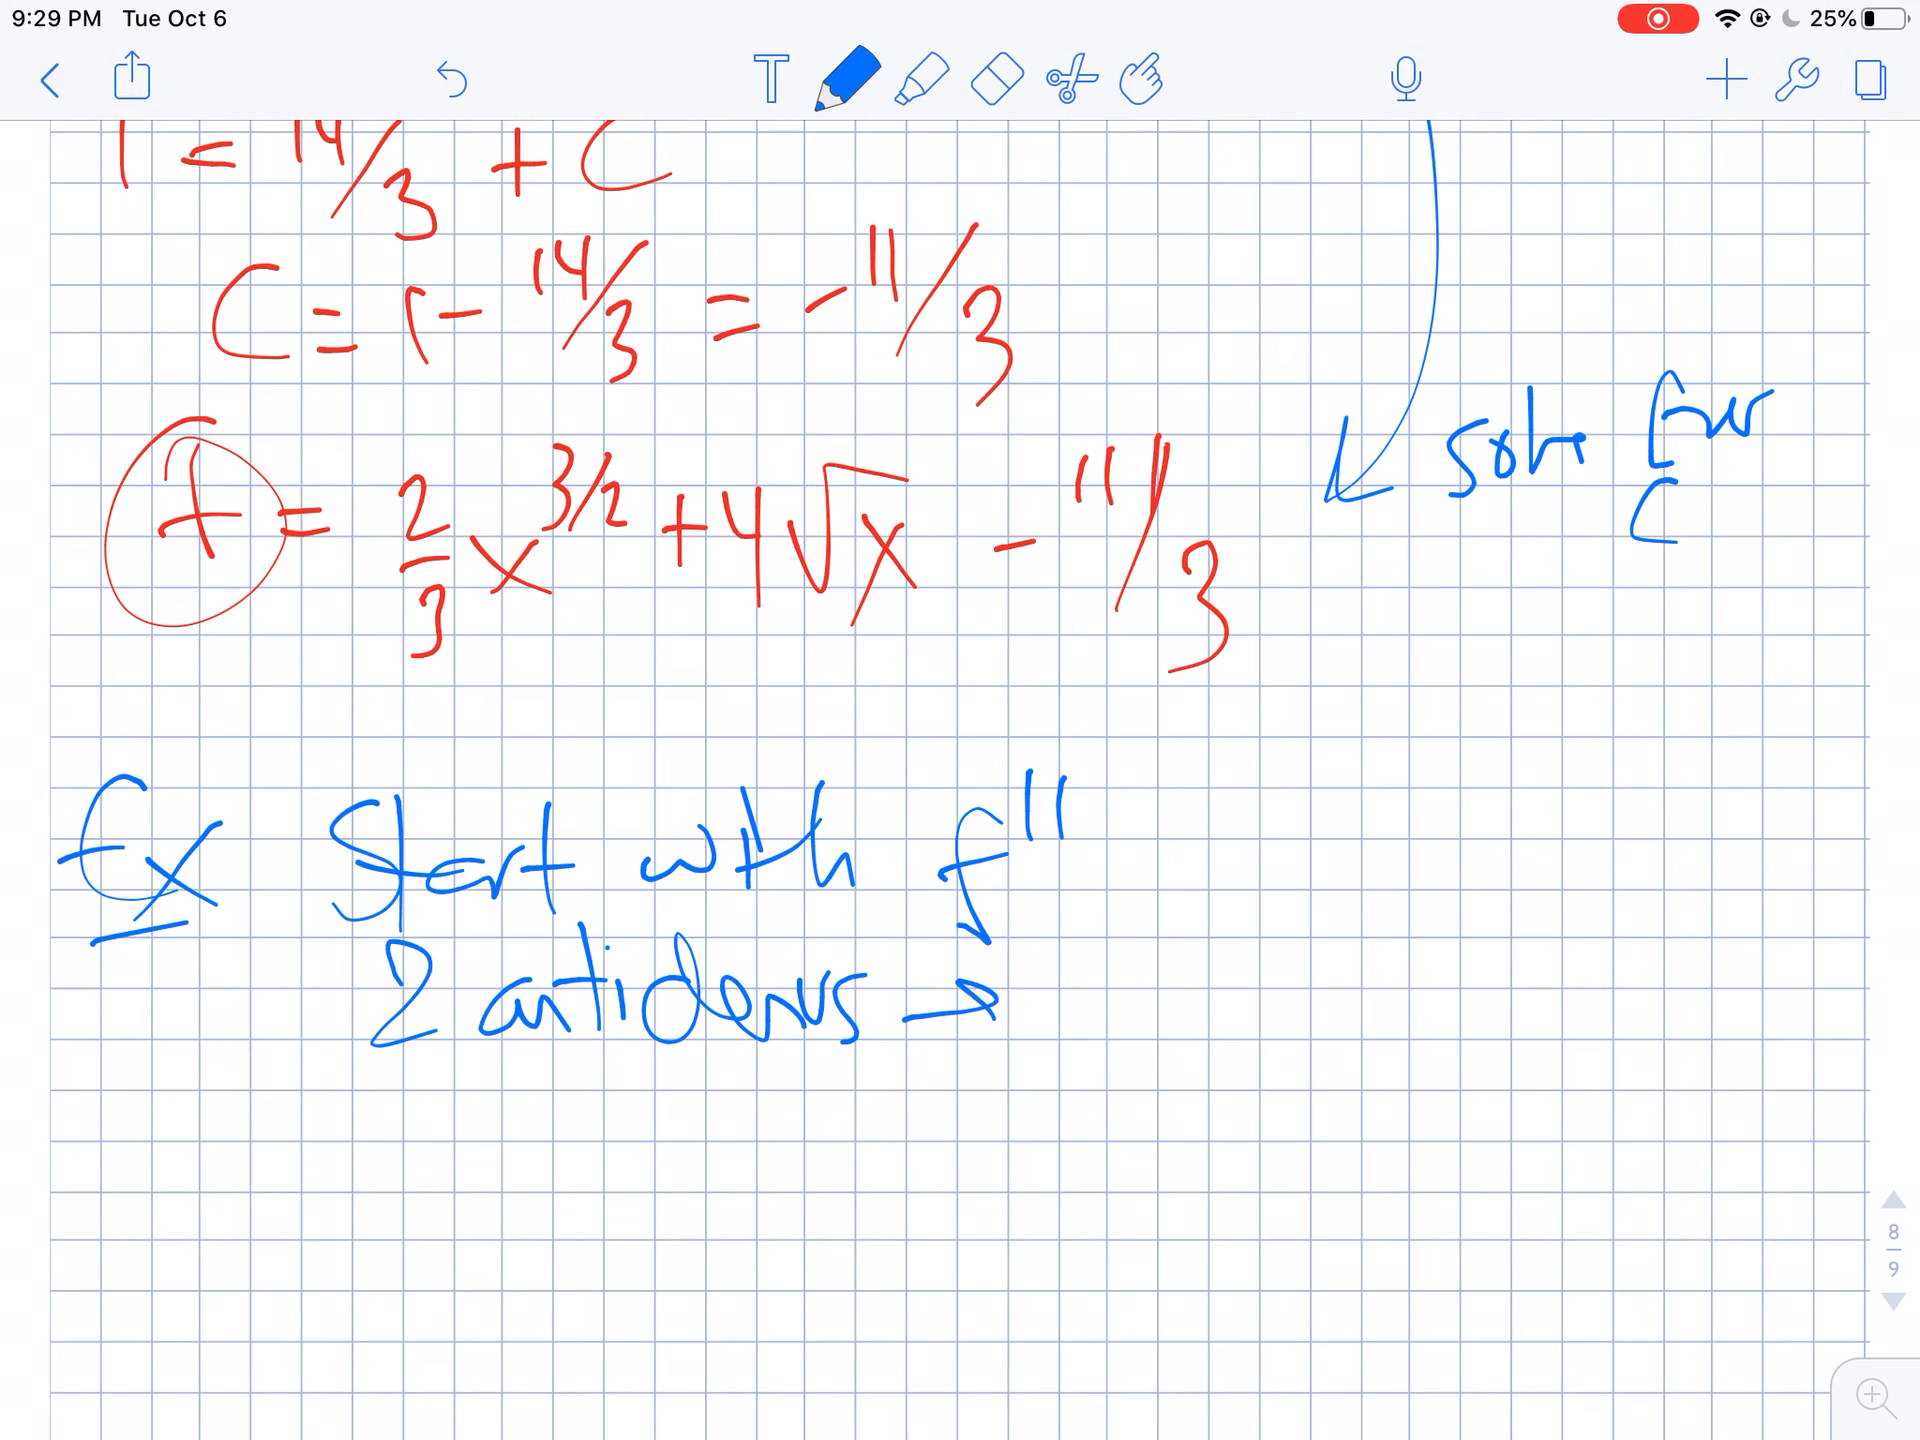 9:29 PM Tue Oct 6
25%
1 = 14/3 + C
C = 1 - 14/3 = - 11/3
f = 2/3 x^3/2 + 4√x - 11/3
solve for
C
Ex Start with f''
2 antiderivs →
8
9